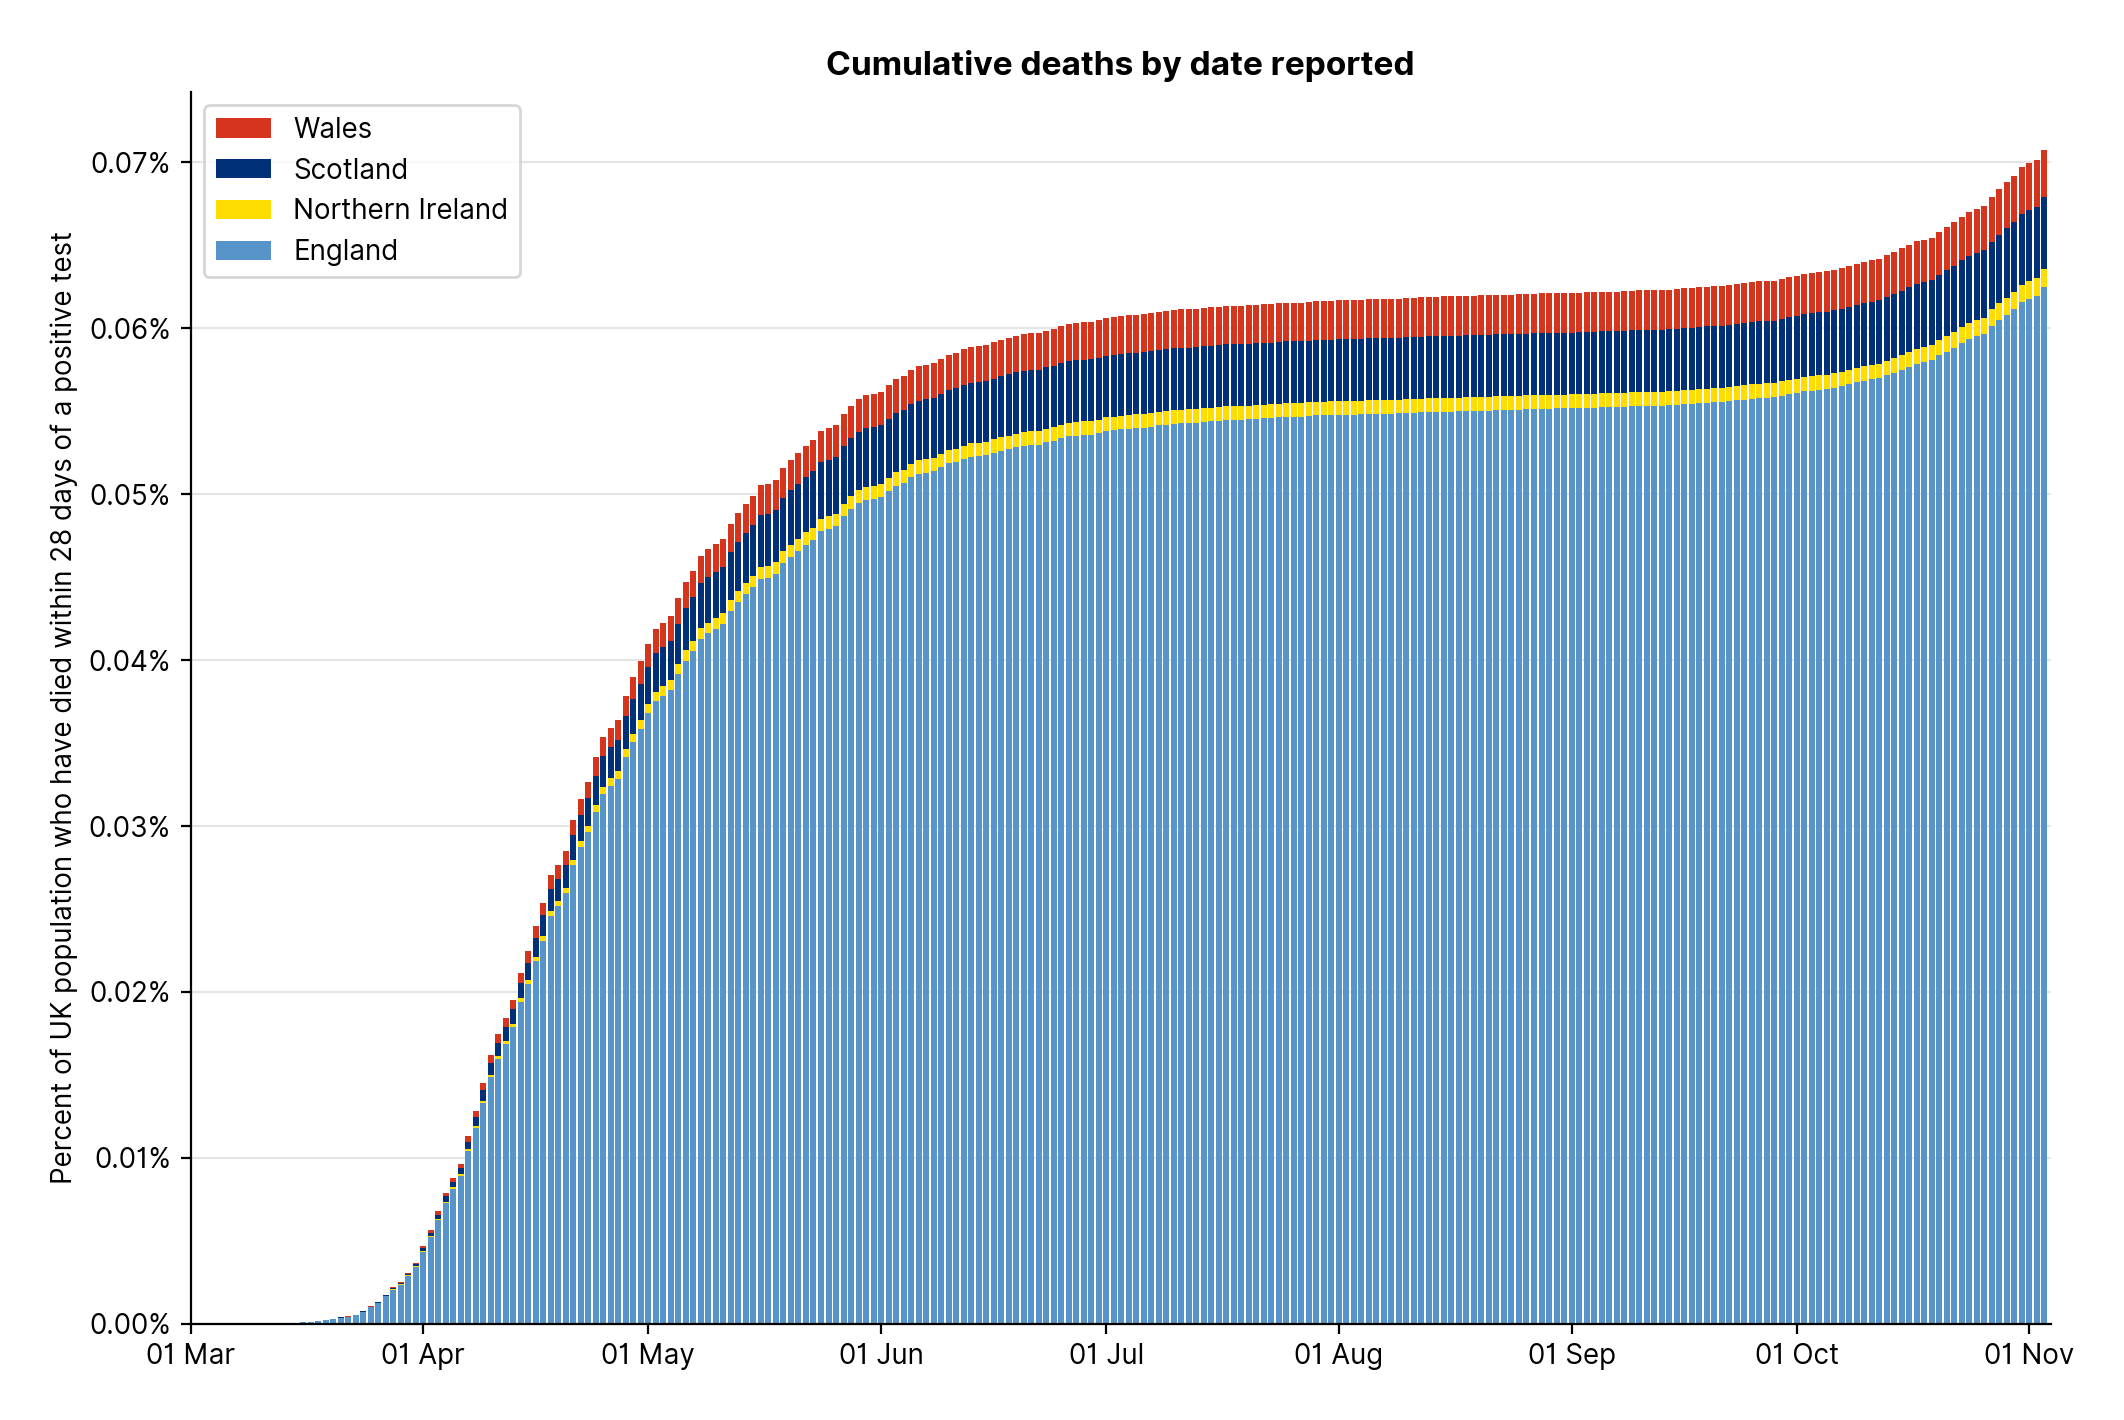 Cumulative deaths by date reported
Wales
Scotland
Northern Ireland
England
Percent of UK population who have died within 28 days of a positive test
0.07%
0.06%
0.05%
0.04%
0.03%
0.02%
0.01%
0.00%
01 Mar
01 Apr
01 May
01 Jun
01 Jul
01 Aug
01 Sep
01 Oct
01 Nov